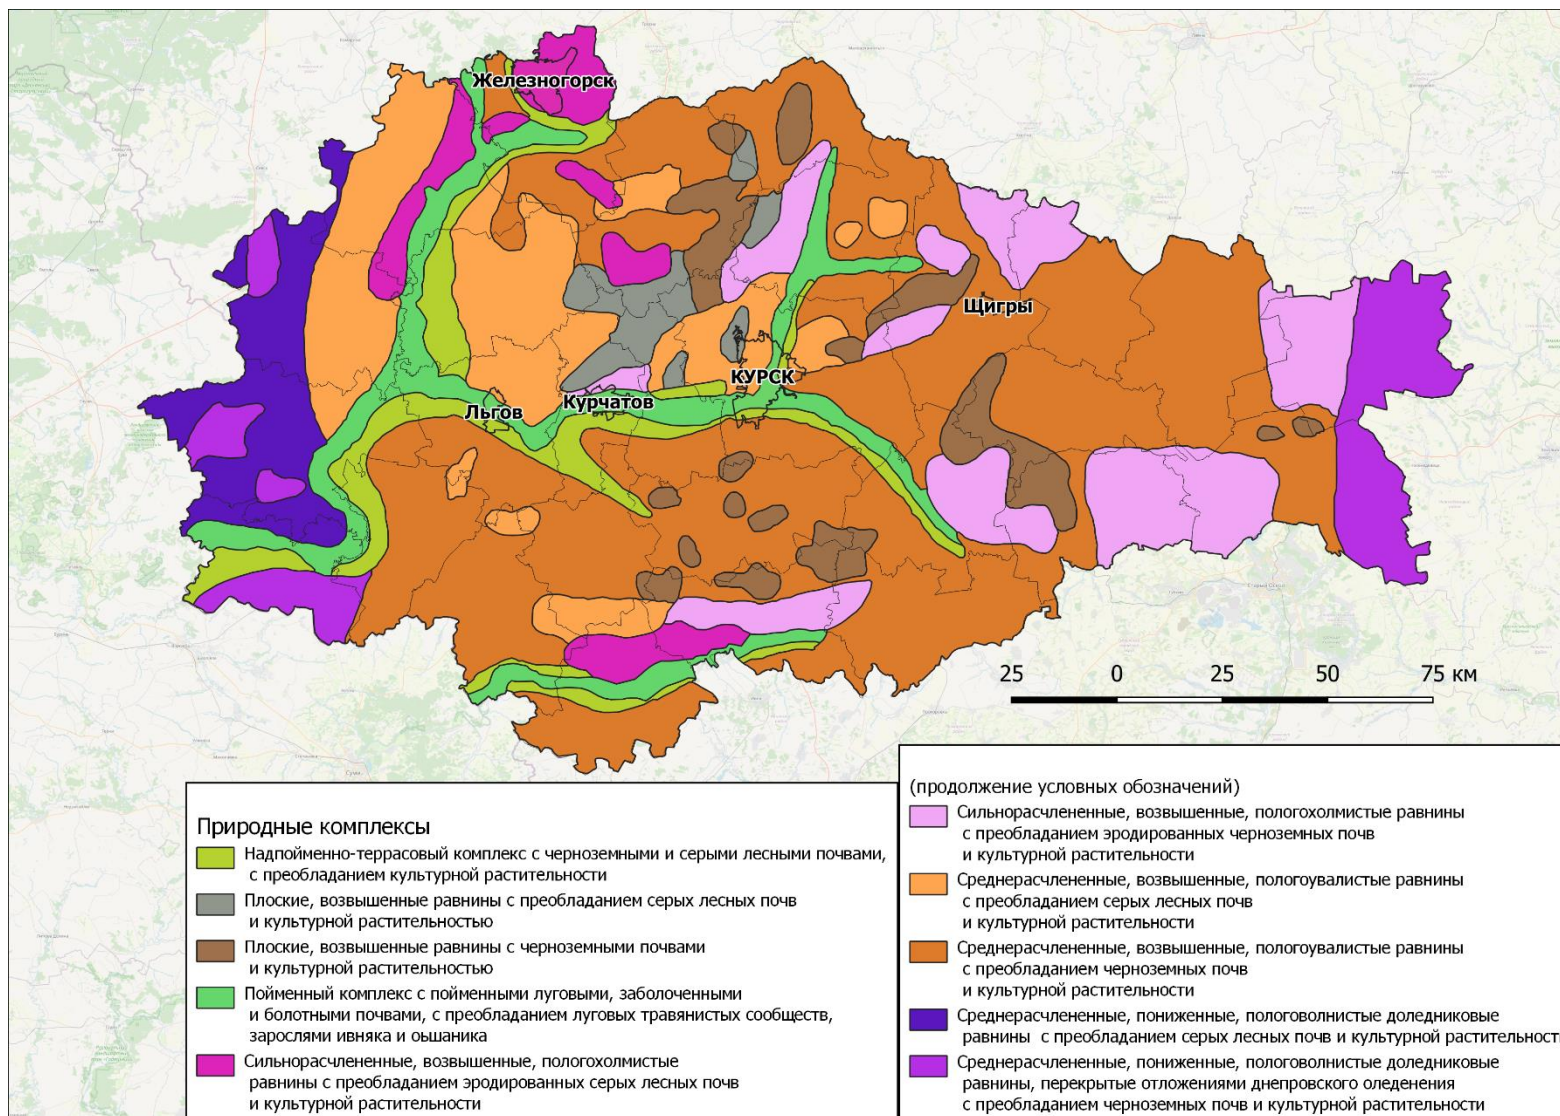 Железногорск
Щигры
КУРСК
Курчатов
Льгов
25 0 25 50 75 км
Природные комплексы
Надпойменно-террасовый комплекс с черноземными и серыми лесными почвами,
с преобладанием культурной растительности
Плоские, возвышенные равнины с преобладанием серых лесных почв
и культурной растительностью
Плоские, возвышенные равнины с черноземными почвами
и культурной растительностью
Пойменный комплекс с пойменными луговыми, заболоченными
и болотными почвами, с преобладанием луговых травянистых сообществ,
зарослями ивняка и ошьаника
Сильнорасчлененные, возвышенные, пологохолмистые
равнины с преобладанием эродированных серых лесных почв
и культурной растительности
(продолжение условных обозначений)
Сильнорасчлененные, возвышенные, пологохолмистые равнины
с преобладанием эродированных черноземных почв
и культурной растительности
Среднерасчлененные, возвышенные, пологоувалистые равнины
с преобладанием серых лесных почв
и культурной растительности
Среднерасчлененные, возвышенные, пологоувалистые равнины
с преобладанием черноземных почв
и культурной растительности
Среднерасчлененные, пониженные, пологоволнистые доледниковые
равнины с преобладанием серых лесных почв и культурной растительност
Среднерасчлененные, пониженные, пологоволнистые доледниковые
равнины, перекрытые отложениями днепровского оледенения
с преобладанием черноземных почв и культурной растительности